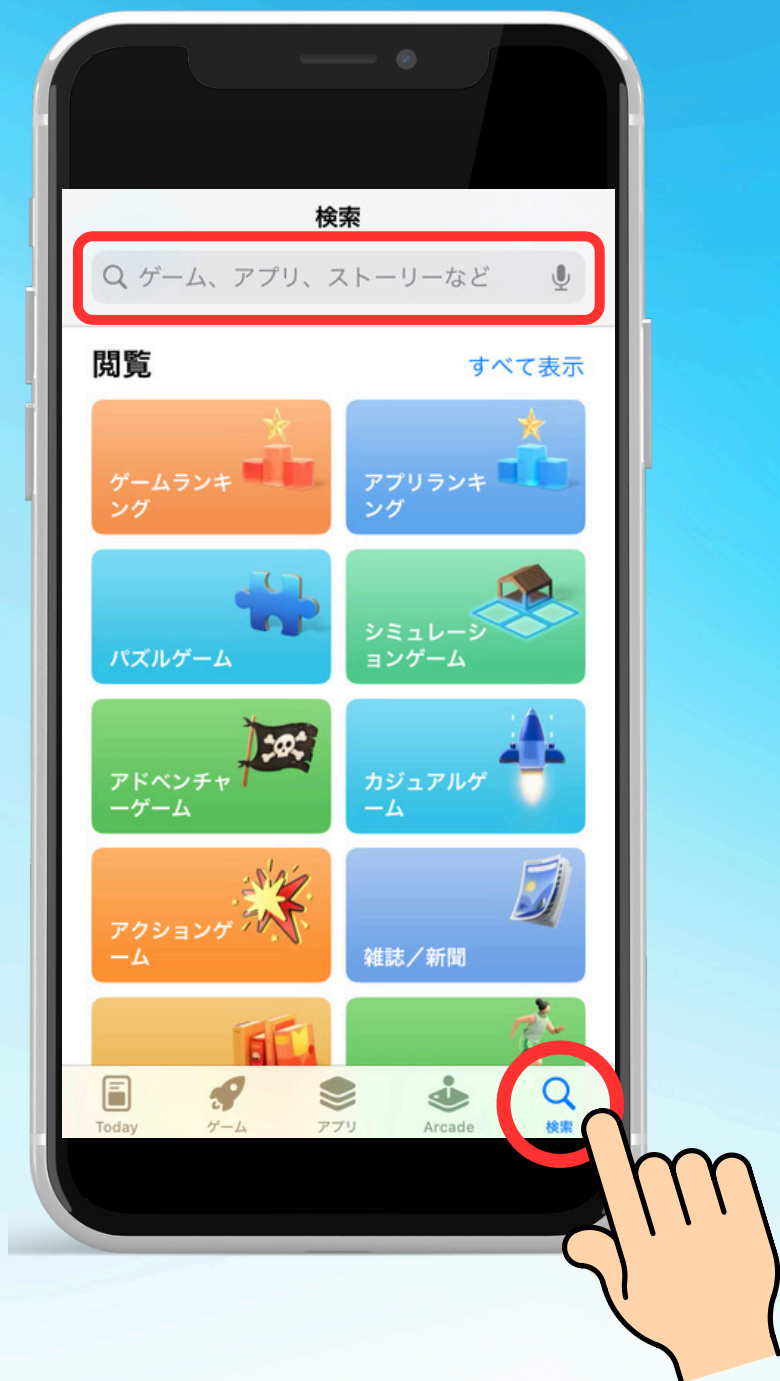 検索
ゲーム、アプリ、ストーリーなど
閲覧
すべて表示
ゲームランキ
ング
アプリランキ
ング
パズルゲーム
シミュレーシ
ョンゲーム
アドベンチャ
ーゲーム
カジュアルゲ
ーム
アクションゲ
ーム
雑誌／新聞
Today
ゲーム
アプリ
Arcade
検索